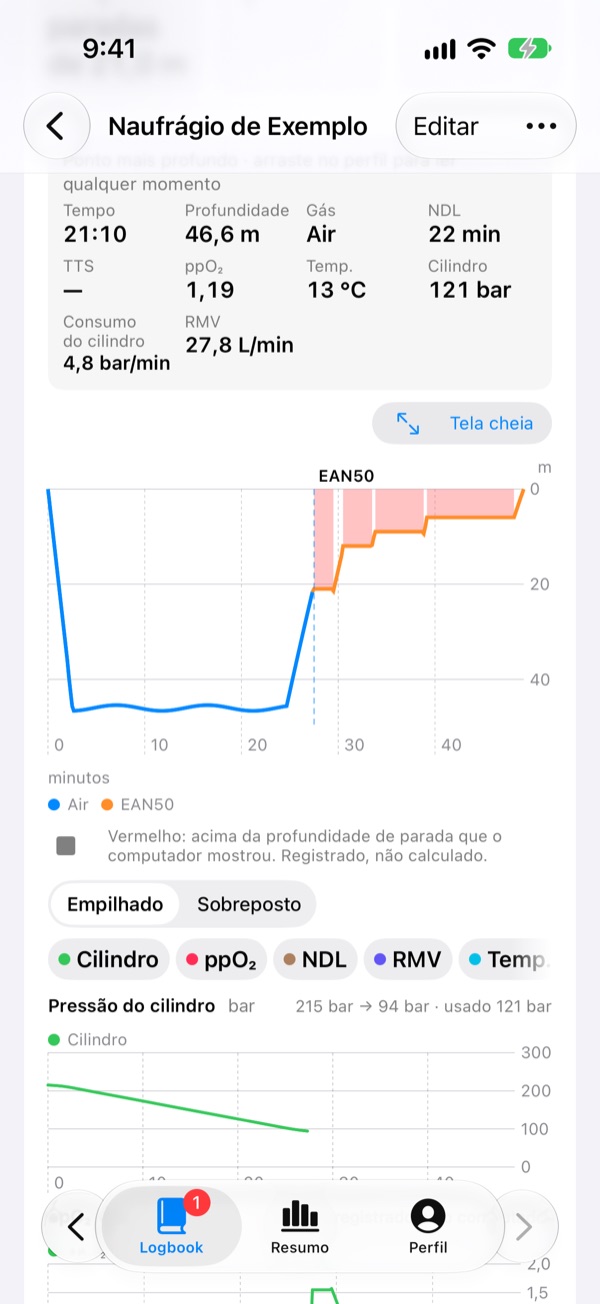 9:41
Naufrágio de Exemplo
Editar
qualquer momento
Tempo Profundidade Gás NDL
21:10 46,6 m Air 22 min
TTS ppO₂ Temp. Cilindro
— 1,19 13 °C 121 bar
Consumo do cilindro RMV
4,8 bar/min 27,8 L/min
Tela cheia
EAN50
m
0
20
40
0 10 20 30 40
minutos
Air EAN50
Vermelho: acima da profundidade de parada que o
computador mostrou. Registrado, não calculado.
Empilhado Sobreposto
Cilindro ppO₂ NDL RMV Temp.
Pressão do cilindro bar 215 bar → 94 bar · usado 121 bar
Cilindro
300
200
100
0
0
1
Logbook Resumo Perfil
2,0
1,5